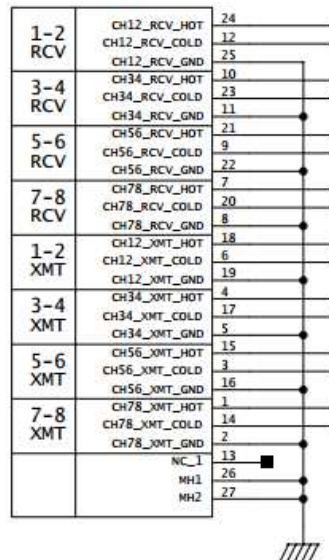 1-2
RCV
CH12_RCV_HOT 24
CH12_RCV_COLD 12
CH12_RCV_GND 25
3-4
RCV
CH34_RCV_HOT 10
CH34_RCV_COLD 23
CH34_RCV_GND 11
5-6
RCV
CH56_RCV_HOT 21
CH56_RCV_COLD 9
CH56_RCV_GND 22
7-8
RCV
CH78_RCV_HOT 7
CH78_RCV_COLD 20
CH78_RCV_GND 8
1-2
XMT
CH12_XMT_HOT 18
CH12_XMT_COLD 6
CH12_XMT_GND 19
3-4
XMT
CH34_XMT_HOT 4
CH34_XMT_COLD 17
CH34_XMT_GND 5
5-6
XMT
CH56_XMT_HOT 15
CH56_XMT_COLD 3
CH56_XMT_GND 16
7-8
XMT
CH78_XMT_HOT 1
CH78_XMT_COLD 14
CH78_XMT_GND 2
NC_1 13
MH1 26
MH2 27